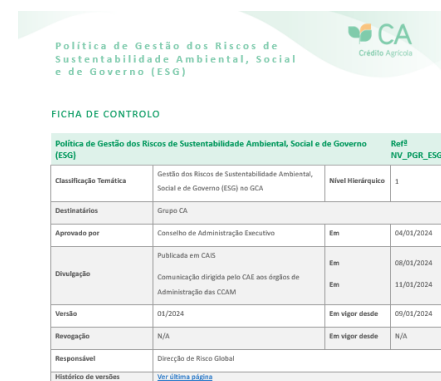 Política de Gestão dos Riscos de
Sustentabilidade Ambiental, Social
e de Governo (ESG)
CA
Crédito Agrícola
FICHA DE CONTROLO
Política de Gestão dos Riscos de Sustentabilidade Ambiental, Social e de Governo
(ESG)
Refª
NV_PGR_ESG
Classificação Temática
Gestão dos Riscos de Sustentabilidade Ambiental,
Social e de Governo (ESG) no GCA
Nível Hierárquico
1
Destinatários
Grupo CA
Aprovado por
Conselho de Administração Executivo
Em
04/01/2024
Divulgação
Publicada em CAIS
Em
08/01/2024
Comunicação dirigida pelo CAE aos órgãos de
Administração das CCAM
Em
11/01/2024
Versão
01/2024
Em vigor desde
09/01/2024
Revogação
N/A
Em vigor desde
N/A
Responsável
Direcção de Risco Global
Histórico de versões
Ver última página